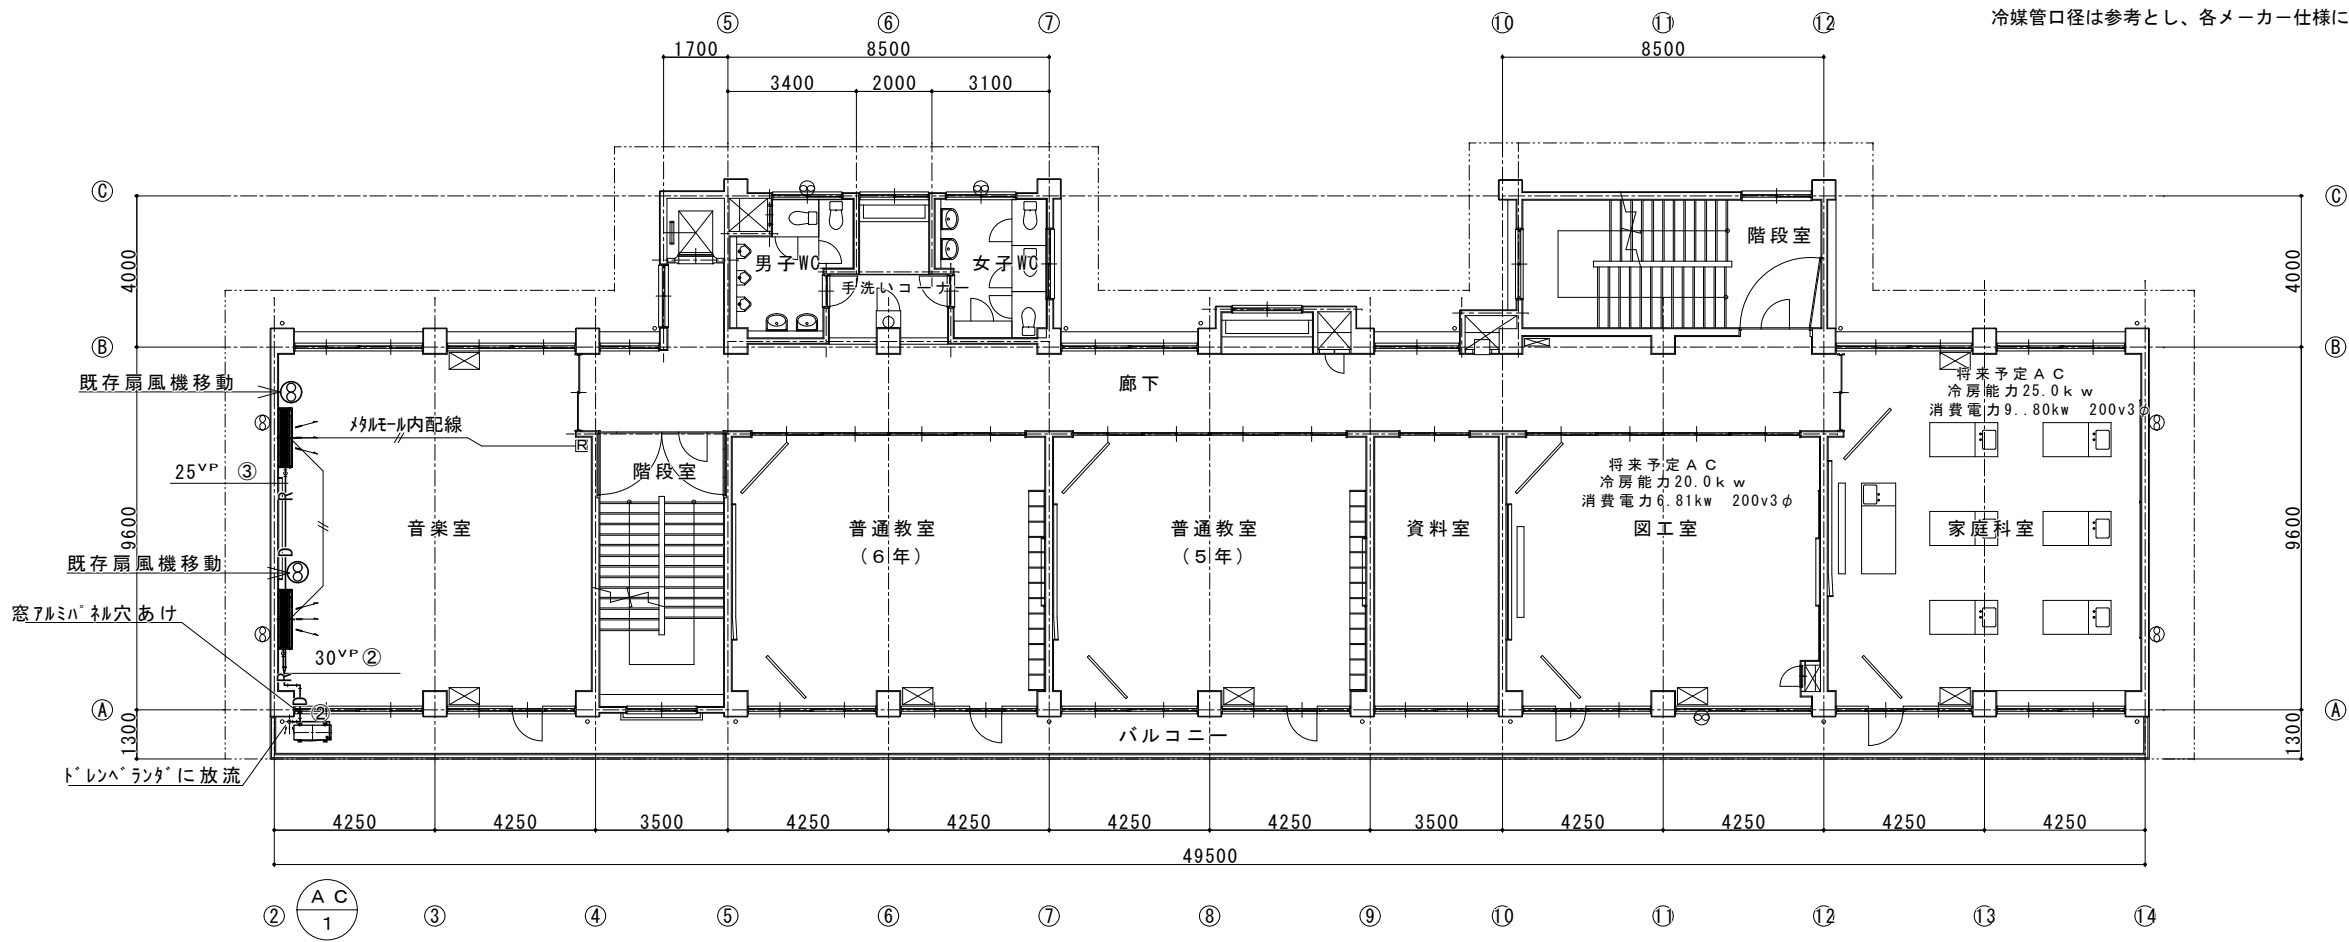 冷媒管口径は参考とし、各メーカー仕様に
⑤ ⑥ ⑦ ⑩ ⑪ ⑫
1700 8500 8500
3400 2000 3100
Ⓒ Ⓒ
4000 4000
男子WC 女子WC 階段室
手洗いコーナー
Ⓑ Ⓑ
既存扇風機移動
廊下
将来予定AC
冷房能力25.0kw
消費電力9..80kw 200v3φ
メタルモール内配線
R
25VP ③
階段室
将来予定AC
冷房能力20.0kw
消費電力6.81kw 200v3φ
R
9600 9600
音楽室
普通教室
(6年)
普通教室
(5年)
資料室
図工室
家庭科室
D
既存扇風機移動
窓アルミパネル穴あけ
30VP ②
R
D
②
Ⓐ Ⓐ
1300 1300
バルコニー
ドレンベランダに放流
4250 4250 3500 4250 4250 4250 4250 3500 4250 4250 4250 4250
49500
AC
1
② ③ ④ ⑤ ⑥ ⑦ ⑧ ⑨ ⑩ ⑪ ⑫ ⑬ ⑭